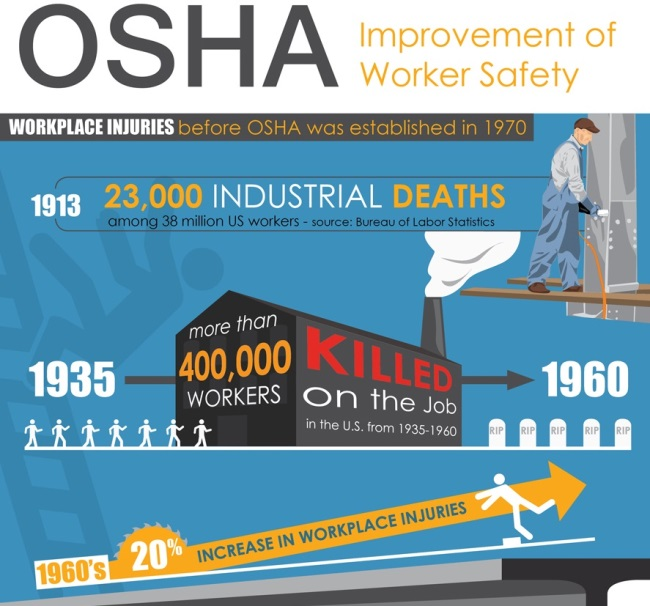 OSHA
Improvement of
Worker Safety
WORKPLACE INJURIES before OSHA was established in 1970
1913
23,000 INDUSTRIAL DEATHS
among 38 million US workers - source: Bureau of Labor Statistics
more than
400,000
WORKERS
KILLED
on the Job
in the U.S. from 1935-1960
1935
1960
RIP RIP RIP RIP RIP
1960's
20% INCREASE IN WORKPLACE INJURIES